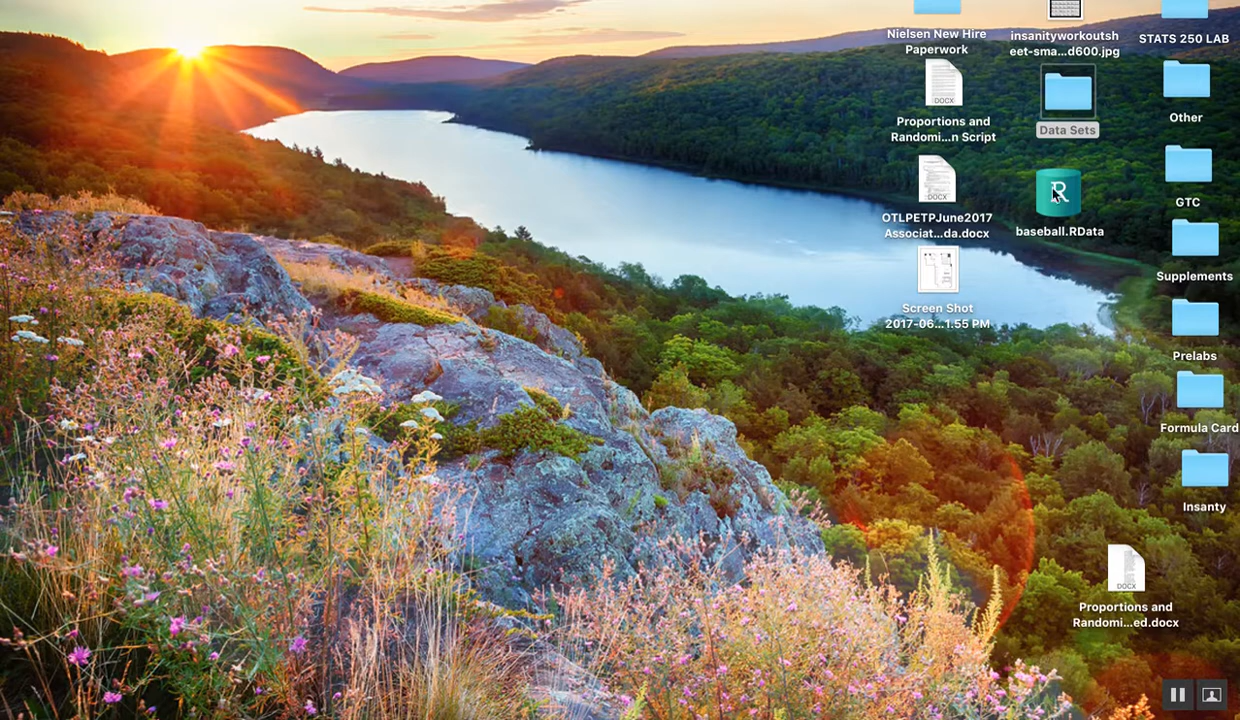 Nielsen New Hire
Paperwork
insanityworkoutsh
eet-sma...d600.jpg
STATS 250 LAB
DOCX
Proportions and
Randomi...n Script
Data Sets
Other
DOCX
OTLPETPJune2017
Associat...da.docx
R
baseball.RData
GTC
Supplements
Screen Shot
2017-06...1.55 PM
Prelabs
Formula Card
Insanty
DOCX
Proportions and
Randomi...ed.docx